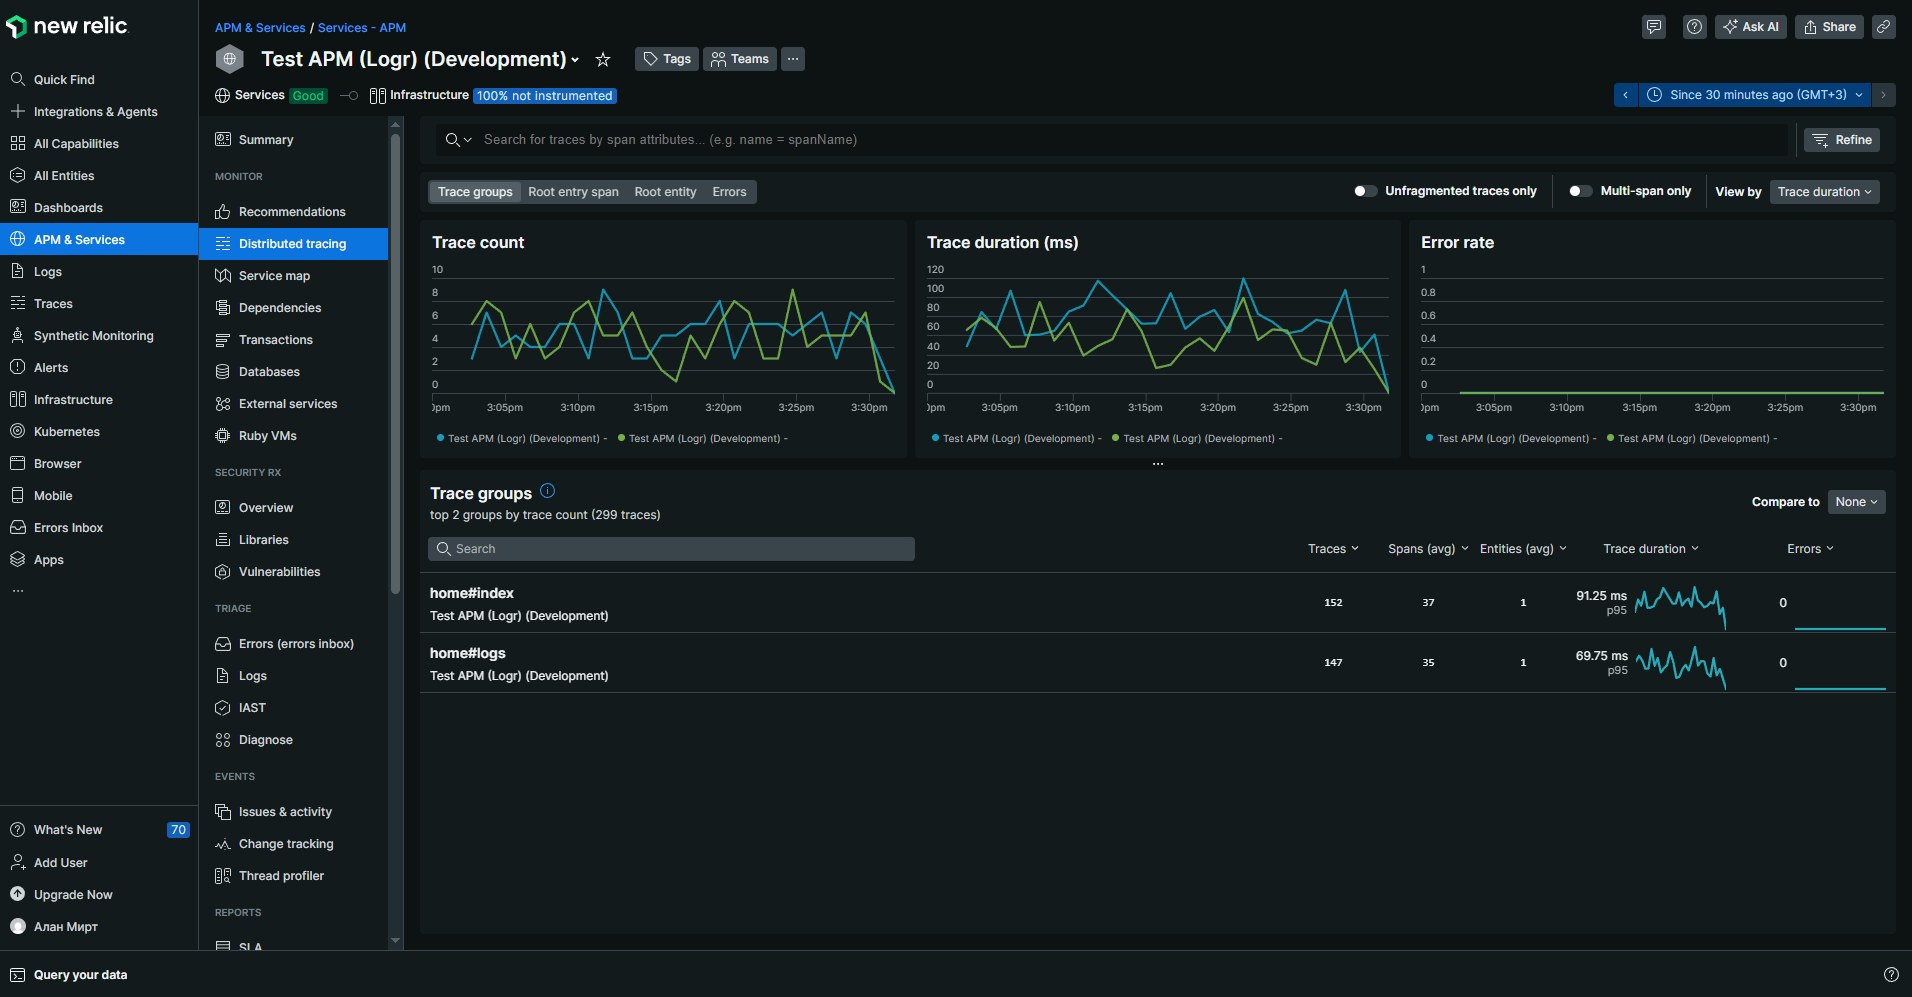 new relic
Quick Find
Integrations & Agents
All Capabilities
All Entities
Dashboards
APM & Services
Logs
Traces
Synthetic Monitoring
Alerts
Infrastructure
Kubernetes
Browser
Mobile
Errors Inbox
Apps
...
What's New 70
Add User
Upgrade Now
Алан Мирт
Query your data
APM & Services / Services - APM
Test APM (Logr) (Development)
Tags
Teams
...
Ask AI
Share
Services Good
Infrastructure 100% not instrumented
Since 30 minutes ago (GMT+3)
Summary
MONITOR
Recommendations
Distributed tracing
Service map
Dependencies
Transactions
Databases
External services
Ruby VMs
SECURITY RX
Overview
Libraries
Vulnerabilities
TRIAGE
Errors (errors inbox)
Logs
IAST
Diagnose
EVENTS
Issues & activity
Change tracking
Thread profiler
REPORTS
SLA
Search for traces by span attributes... (e.g. name = spanName)
Refine
Trace groups Root entry span Root entity Errors
Unfragmented traces only
Multi-span only
View by Trace duration
Trace count
10
8
6
4
2
0
0pm 3:05pm 3:10pm 3:15pm 3:20pm 3:25pm 3:30pm
Test APM (Logr) (Development) - Test APM (Logr) (Development) -
Trace duration (ms)
120
100
80
60
40
20
0
0pm 3:05pm 3:10pm 3:15pm 3:20pm 3:25pm 3:30pm
Test APM (Logr) (Development) - Test APM (Logr) (Development) -
Error rate
1
0.8
0.6
0.4
0.2
0
0pm 3:05pm 3:10pm 3:15pm 3:20pm 3:25pm 3:30pm
Test APM (Logr) (Development) - Test APM (Logr) (Development) -
...
Trace groups
top 2 groups by trace count (299 traces)
Compare to None
Search
Traces Spans (avg) Entities (avg) Trace duration Errors
home#index
Test APM (Logr) (Development)
152 37 1 91.25 ms 0
p95
home#logs
Test APM (Logr) (Development)
147 35 1 69.75 ms 0
p95